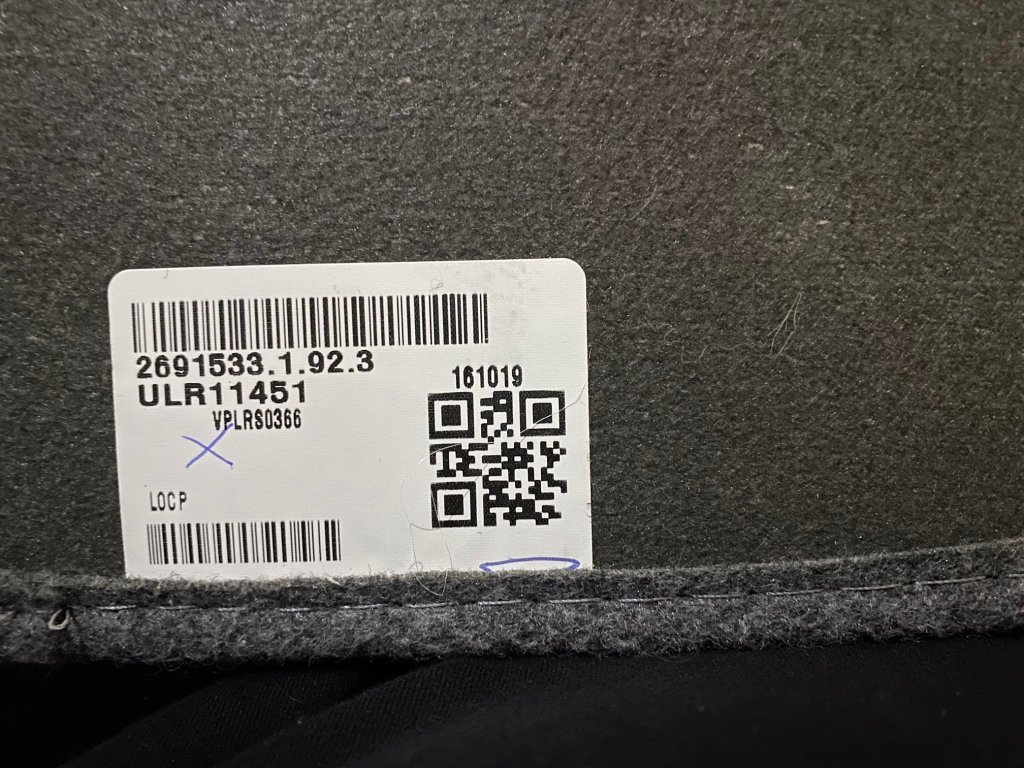 2691533.1.92.3
ULR11451
161019
VPLRS0366
LOCP